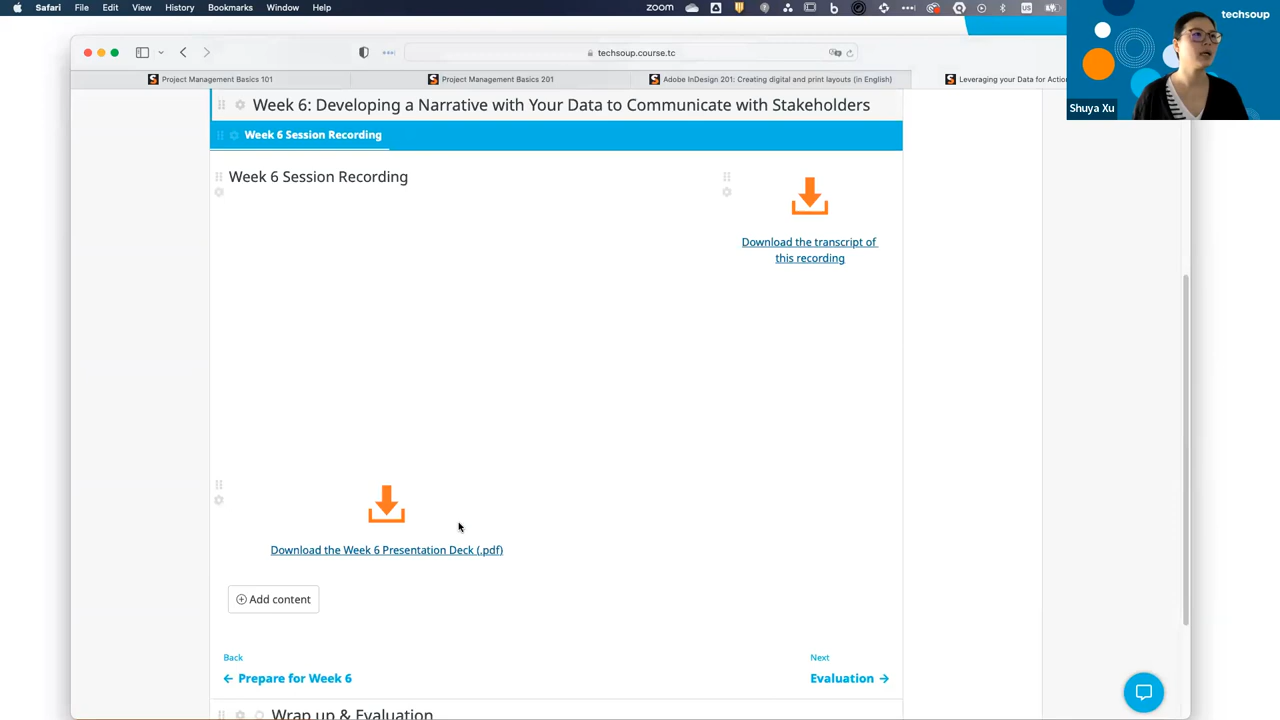 Safari File Edit View History Bookmarks Window Help
zoom
US
techsoup
techsoup.course.tc
Shuya Xu
S Project Management Basics 101
S Project Management Basics 201
S Adobe InDesign 201: Creating digital and print layouts (in English)
S Leveraging your Data for Actio
Week 6: Developing a Narrative with Your Data to Communicate with Stakeholders
Week 6 Session Recording
Week 6 Session Recording
Download the transcript of
this recording
Download the Week 6 Presentation Deck (.pdf)
Add content
Back
Next
← Prepare for Week 6
Evaluation →
Wrap up & Evaluation